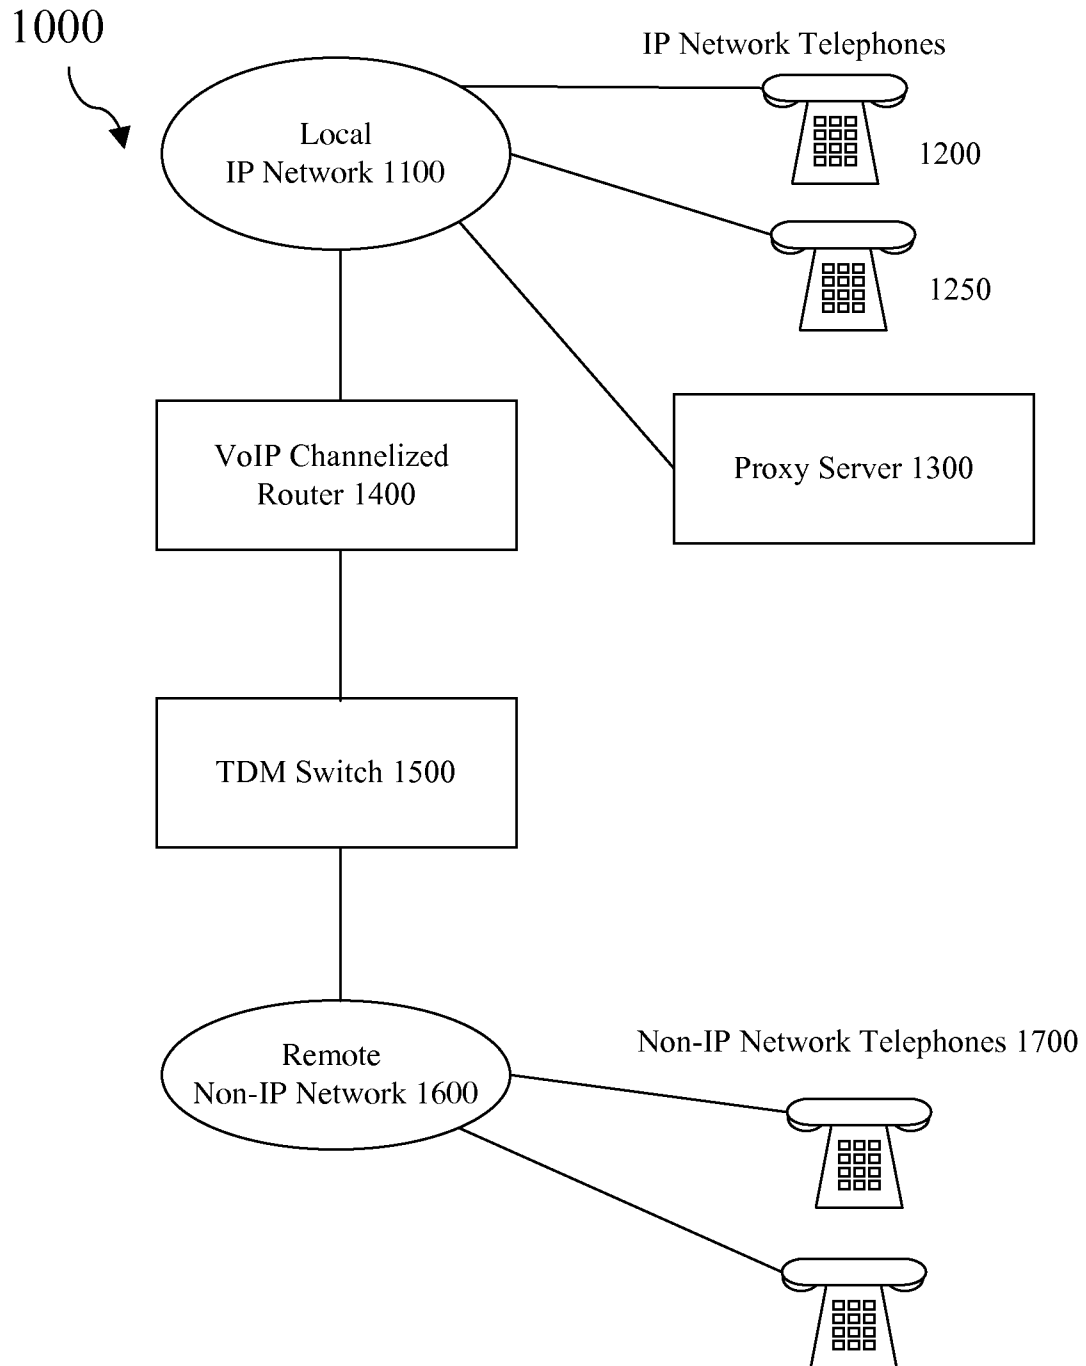 1000
IP Network Telephones
Local
IP Network 1100
1200
1250
VoIP Channelized
Router 1400
Proxy Server 1300
TDM Switch 1500
Remote
Non-IP Network 1600
Non-IP Network Telephones 1700